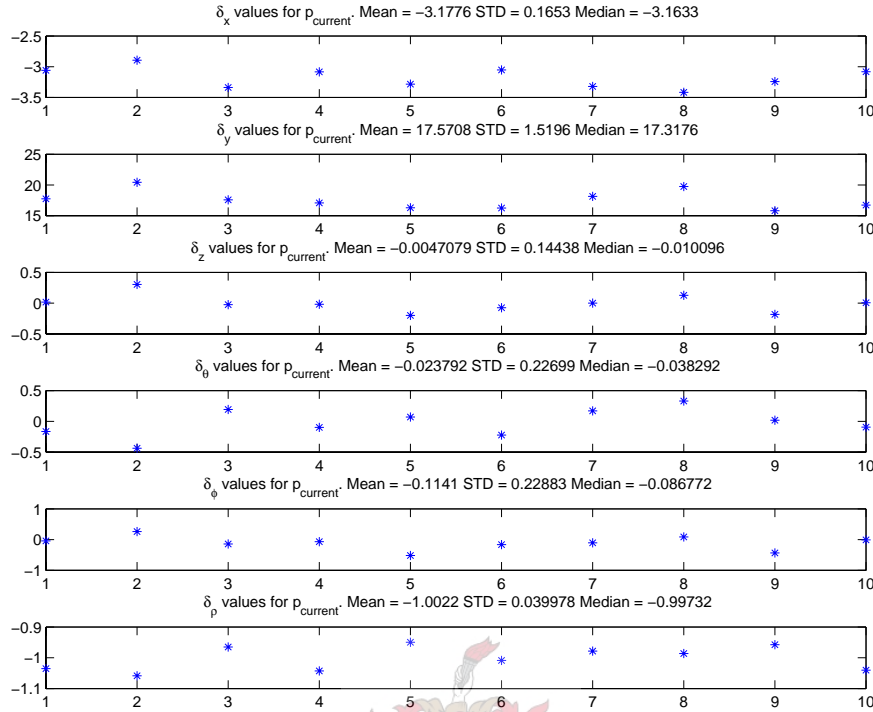 δx values for pcurrent. Mean = −3.1776 STD = 0.1653 Median = −3.1633
−2.5
−3
−3.5
1 2 3 4 5 6 7 8 9 10
δy values for pcurrent. Mean = 17.5708 STD = 1.5196 Median = 17.3176
25
20
15
1 2 3 4 5 6 7 8 9 10
δz values for pcurrent. Mean = −0.0047079 STD = 0.14438 Median = −0.010096
0.5
0
−0.5
1 2 3 4 5 6 7 8 9 10
δθ values for pcurrent. Mean = −0.023792 STD = 0.22699 Median = −0.038292
0.5
0
−0.5
1 2 3 4 5 6 7 8 9 10
δϕ values for pcurrent. Mean = −0.1141 STD = 0.22883 Median = −0.086772
1
0
−1
1 2 3 4 5 6 7 8 9 10
δρ values for pcurrent. Mean = −1.0022 STD = 0.039978 Median = −0.99732
−0.9
−1
−1.1
1 2 3 4 5 6 7 8 9 10